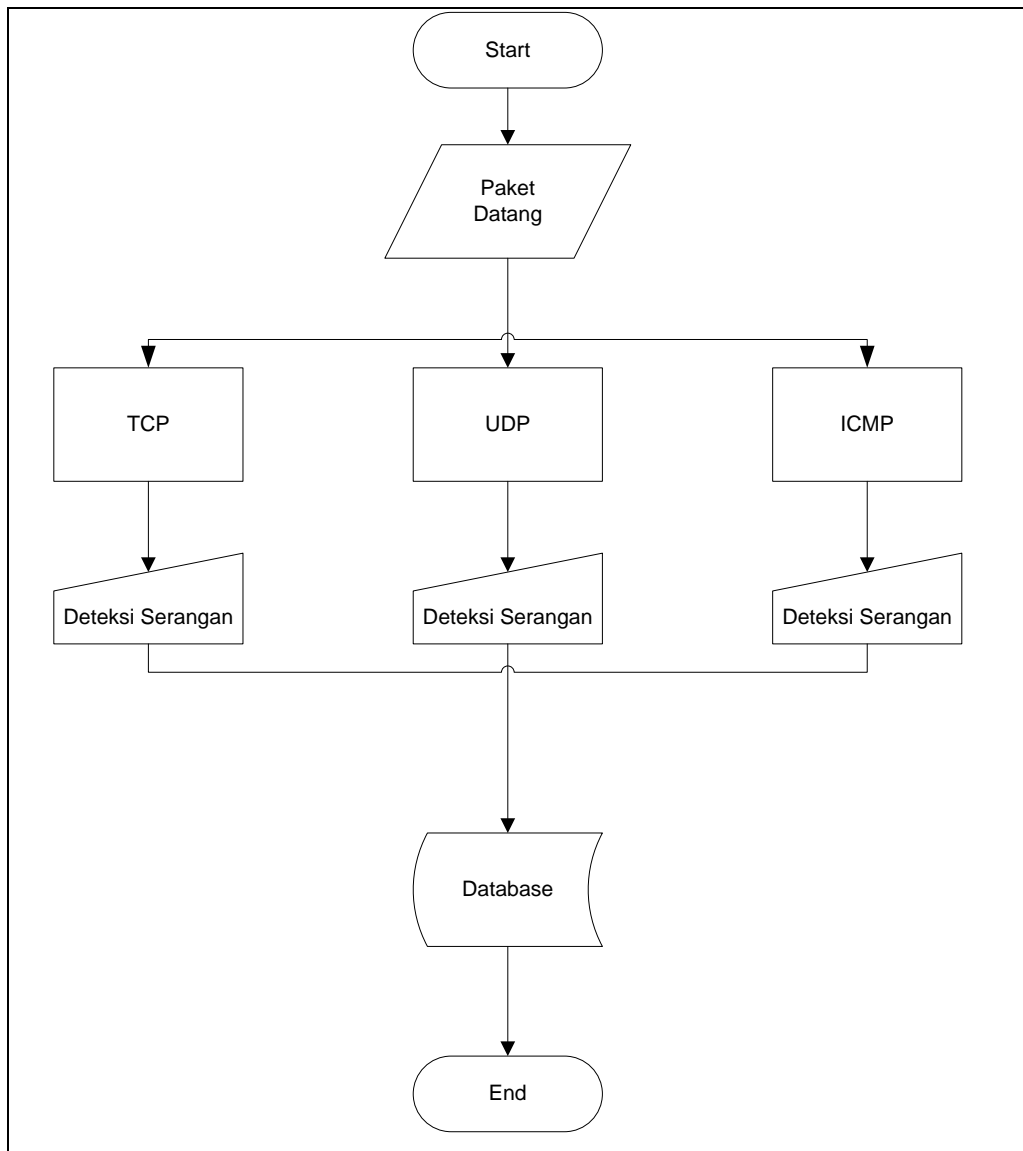 Start
Paket
Datang
TCP
UDP
ICMP
Deteksi Serangan
Deteksi Serangan
Deteksi Serangan
Database
End